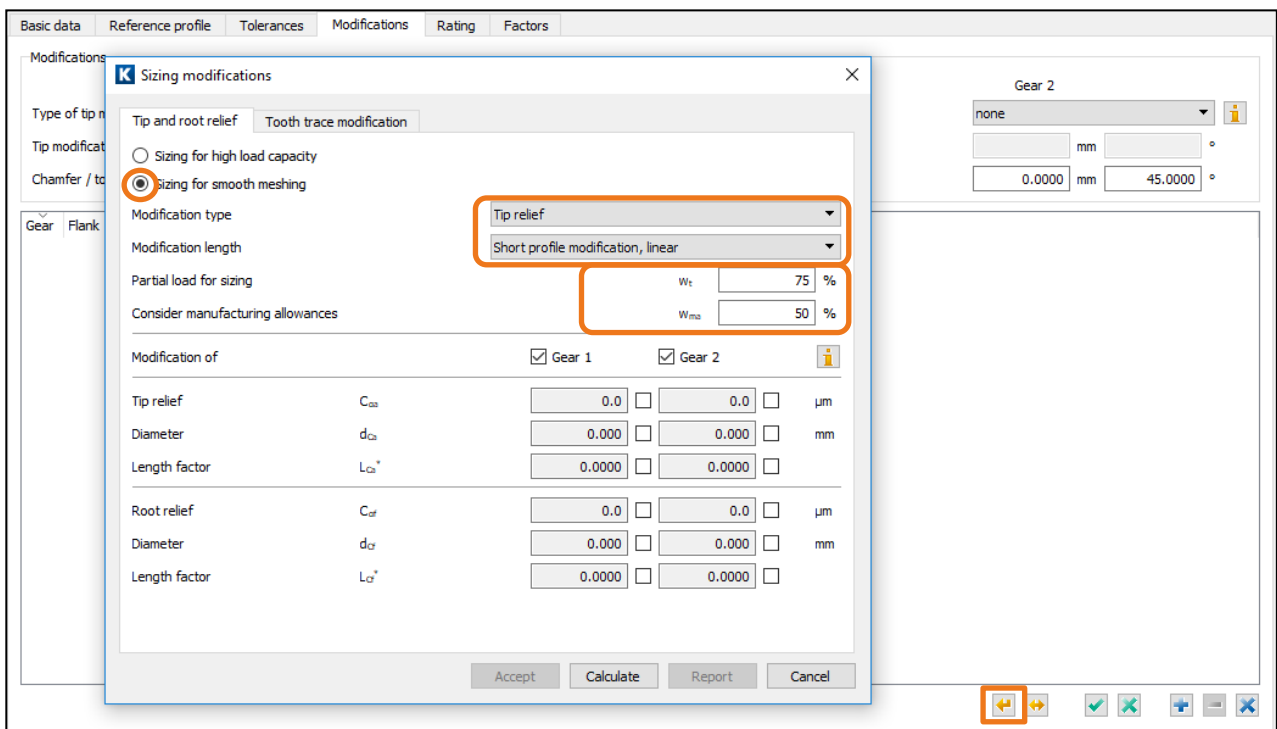 Basic data Reference profile Tolerances Modifications Rating Factors
Modifications
K Sizing modifications
Gear 2
Type of tip m
none
Tip and root relief Tooth trace modification
Tip modificat
mm °
Sizing for high load capacity
Chamfer / to
0.0000 mm 45.0000 °
Sizing for smooth meshing
Gear Flank
Modification type Tip relief
Modification length Short profile modification, linear
Partial load for sizing wt 75 %
Consider manufacturing allowances wma 50 %
Modification of Gear 1 Gear 2
Tip relief Cαa 0.0 0.0 µm
Diameter dCa 0.000 0.000 mm
Length factor LCa* 0.0000 0.0000
Root relief Cαf 0.0 0.0 µm
Diameter dCf 0.000 0.000 mm
Length factor LCf* 0.0000 0.0000
Accept Calculate Report Cancel